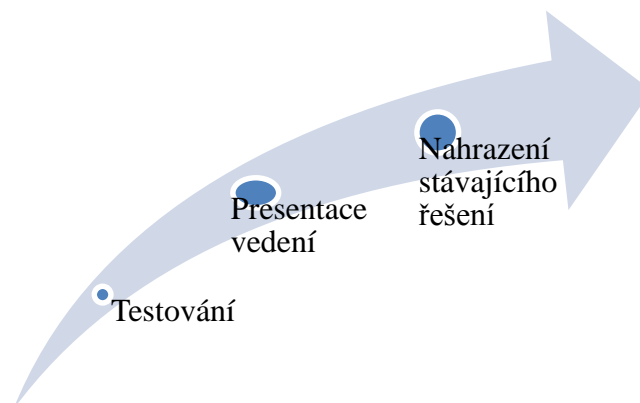 Nahrazení
stávajícího
řešení
Presentace
vedení
Testování